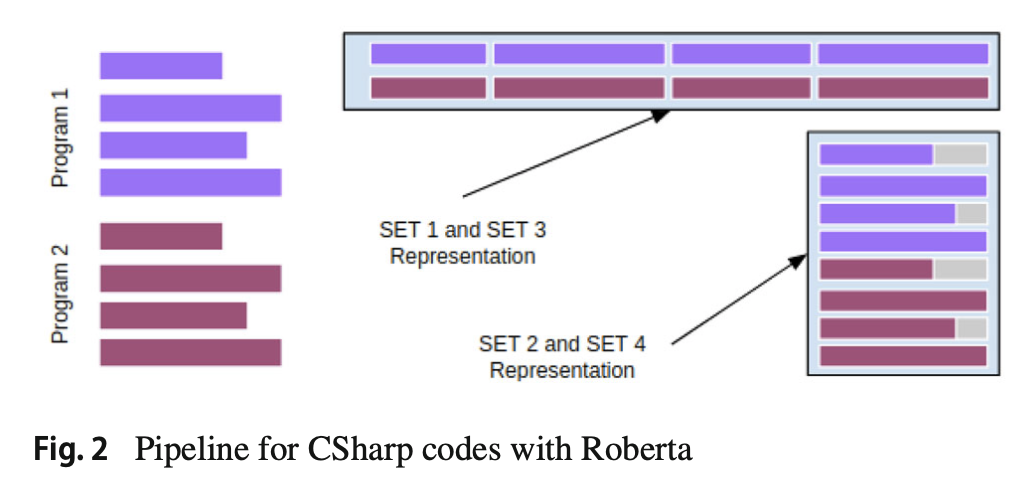 Program 1
Program 2
SET 1 and SET 3
Representation
SET 2 and SET 4
Representation
Fig. 2 Pipeline for CSharp codes with Roberta